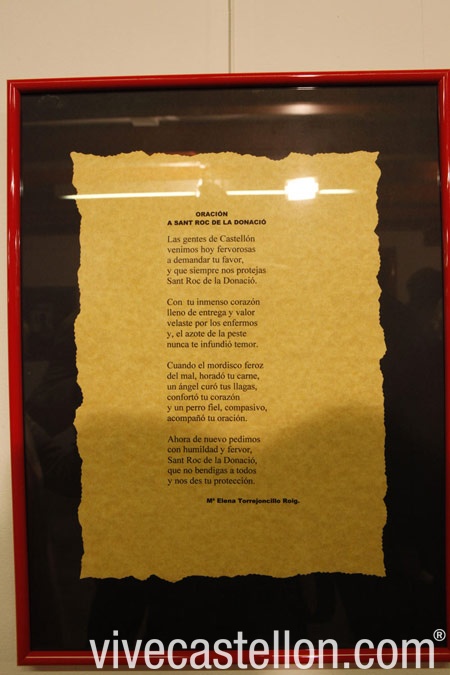 ORACIÓN
A SANT ROC DE LA DONACIÓ
Las gentes de Castellón
venimos hoy fervorosas
a demandar tu favor,
y que siempre nos protejas
Sant Roc de la Donació.
Con tu inmenso corazón
lleno de entrega y valor
velaste por los enfermos
y, el azote de la peste
nunca te infundió temor.
Cuando el mordisco feroz
del mal, horadó tu carne,
un ángel curó tus llagas,
confortó tu corazón
y un perro fiel, compasivo,
acompañó tu oración.
Ahora de nuevo pedimos
con humildad y fervor,
Sant Roc de la Donació,
que no bendigas a todos
y nos des tu protección.
Mª Elena Torrejoncillo Roig.
vivecastellon.com®